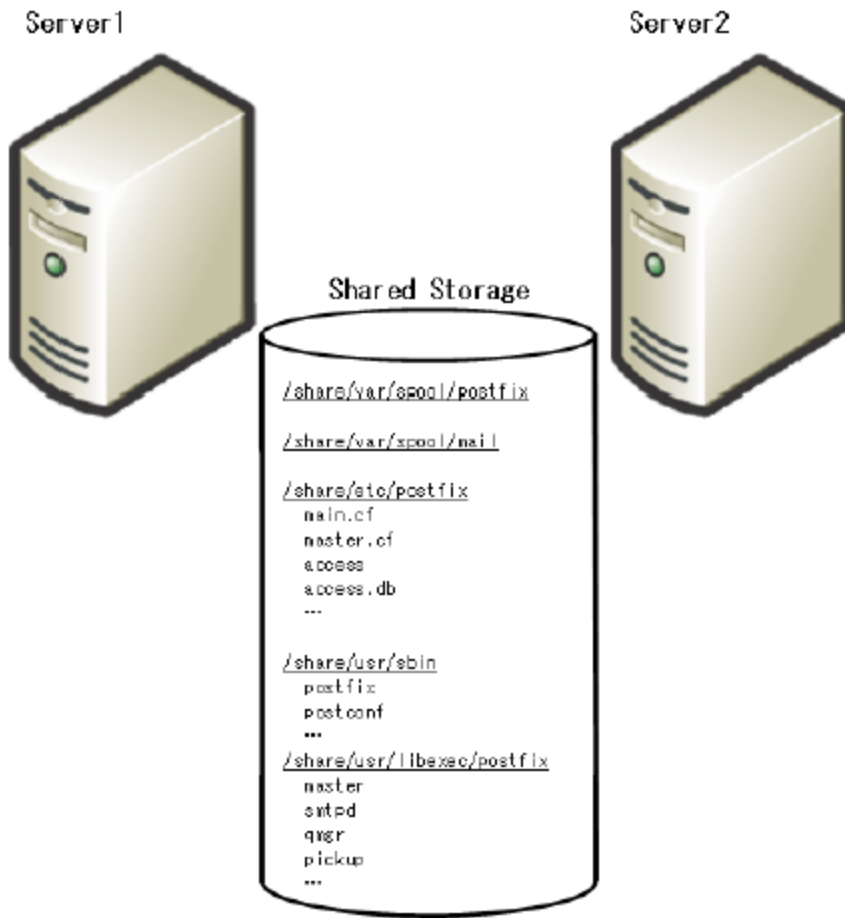 Server1
Server2
Shared Storage
/share/var/spool/postfix
/share/var/spool/mail
/share/etc/postfix
main.cf
master.cf
access
access.db
...
/share/usr/sbin
postfix
postconf
...
/share/usr/libexec/postfix
master
smtpd
qmgr
pickup
...